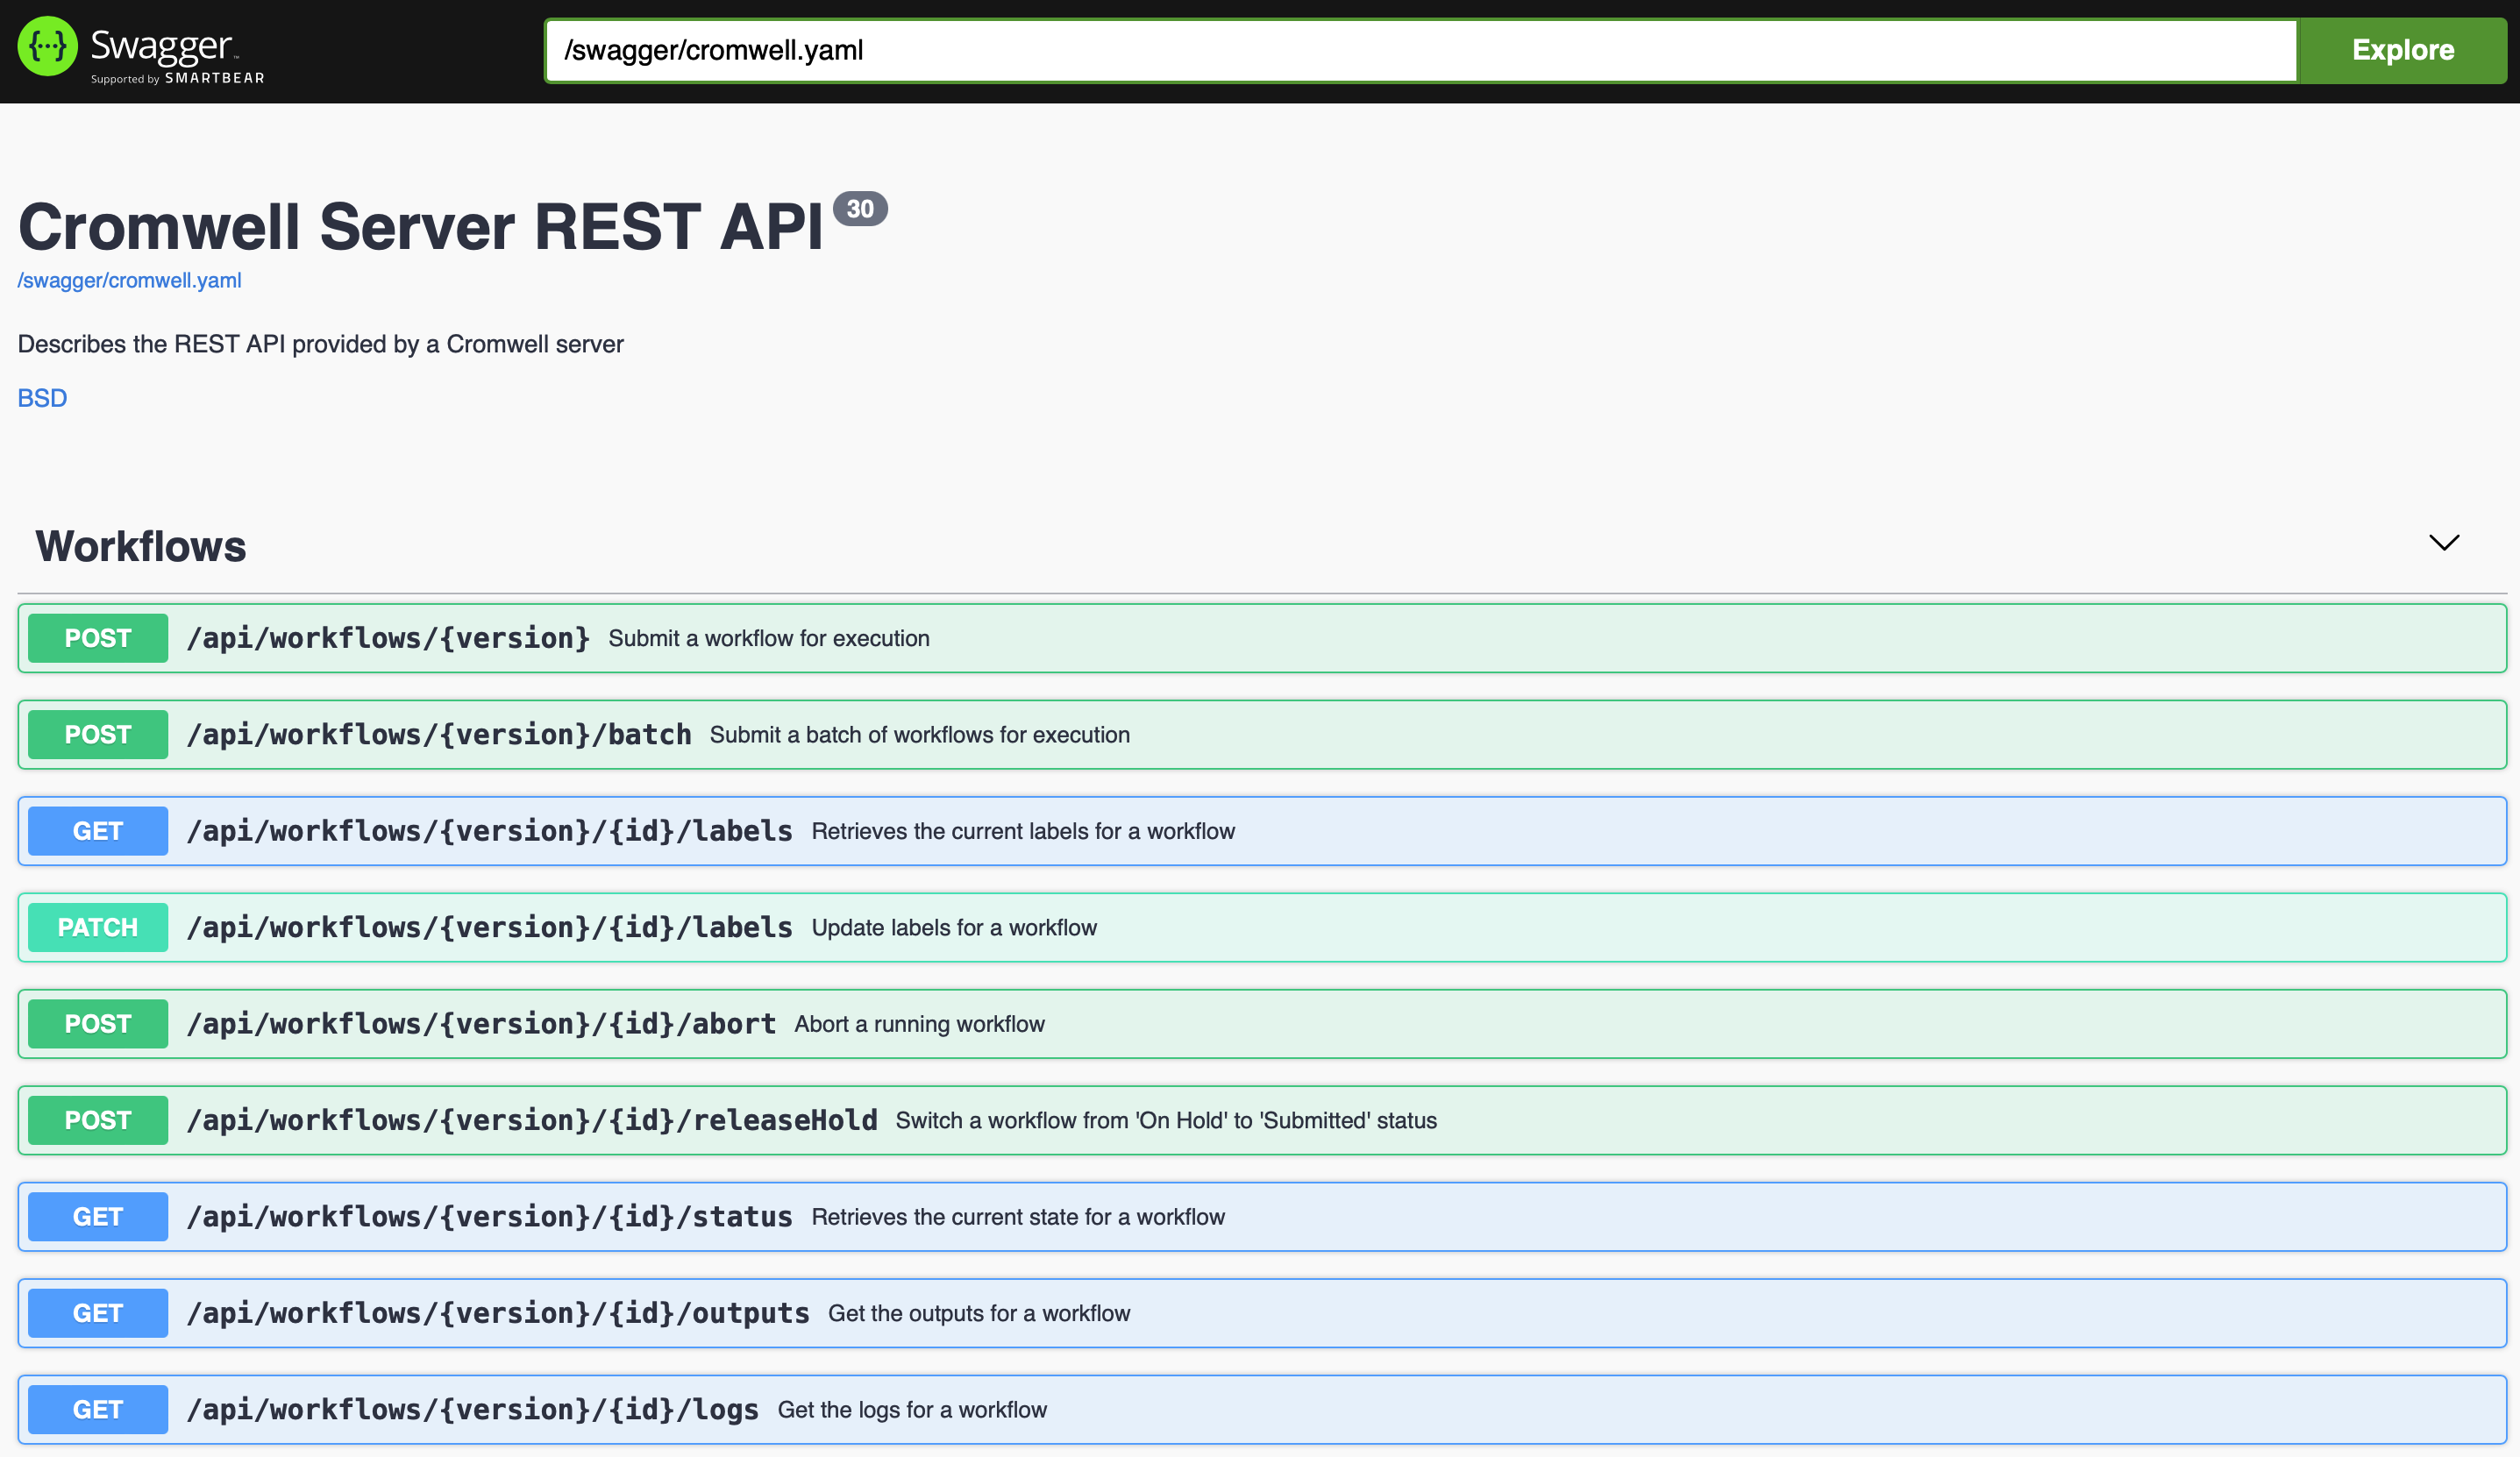 {...} Swagger™
Supported by SMARTBEAR
/swagger/cromwell.yaml
Explore
Cromwell Server REST API 30
/swagger/cromwell.yaml
Describes the REST API provided by a Cromwell server
BSD
Workflows
POST /api/workflows/{version} Submit a workflow for execution
POST /api/workflows/{version}/batch Submit a batch of workflows for execution
GET /api/workflows/{version}/{id}/labels Retrieves the current labels for a workflow
PATCH /api/workflows/{version}/{id}/labels Update labels for a workflow
POST /api/workflows/{version}/{id}/abort Abort a running workflow
POST /api/workflows/{version}/{id}/releaseHold Switch a workflow from 'On Hold' to 'Submitted' status
GET /api/workflows/{version}/{id}/status Retrieves the current state for a workflow
GET /api/workflows/{version}/{id}/outputs Get the outputs for a workflow
GET /api/workflows/{version}/{id}/logs Get the logs for a workflow